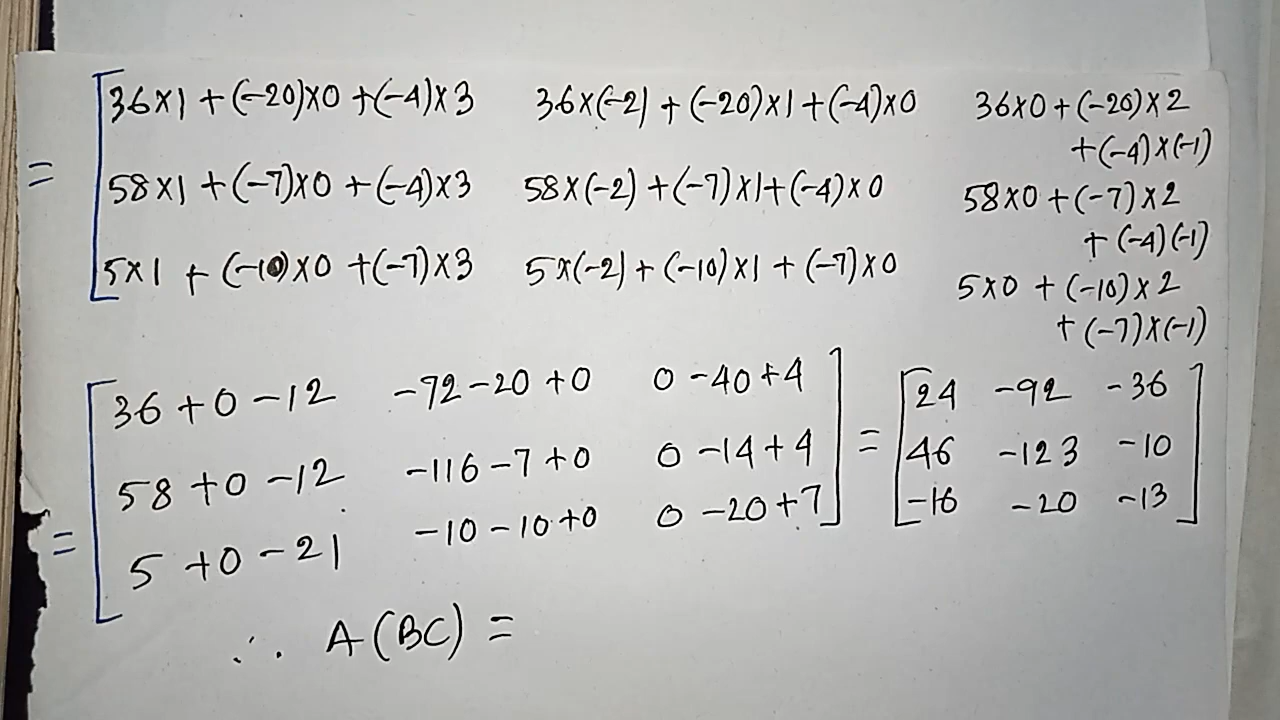 = [ 36×1 + (-20)×0 + (-4)×3   36×(-2) + (-20)×1 + (-4)×0   36×0 + (-20)×2
+ (-4)×(-1)
58×1 + (-7)×0 + (-4)×3   58×(-2) + (-7)×1 + (-4)×0   58×0 + (-7)×2
+ (-4)(-1)
5×1 + (-10)×0 + (-7)×3   5×(-2) + (-10)×1 + (-7)×0   5×0 + (-10)×2
+ (-7)×(-1)
= [ 36 + 0 - 12   -72 - 20 + 0   0 - 40 + 4 ] = [ 24   -92   -36 ]
58 + 0 - 12   -116 - 7 + 0   0 - 14 + 4   46   -123   -10
5 + 0 - 21   -10 - 10 + 0   0 - 20 + 7   -16   -20   -13
∴ A(BC) =